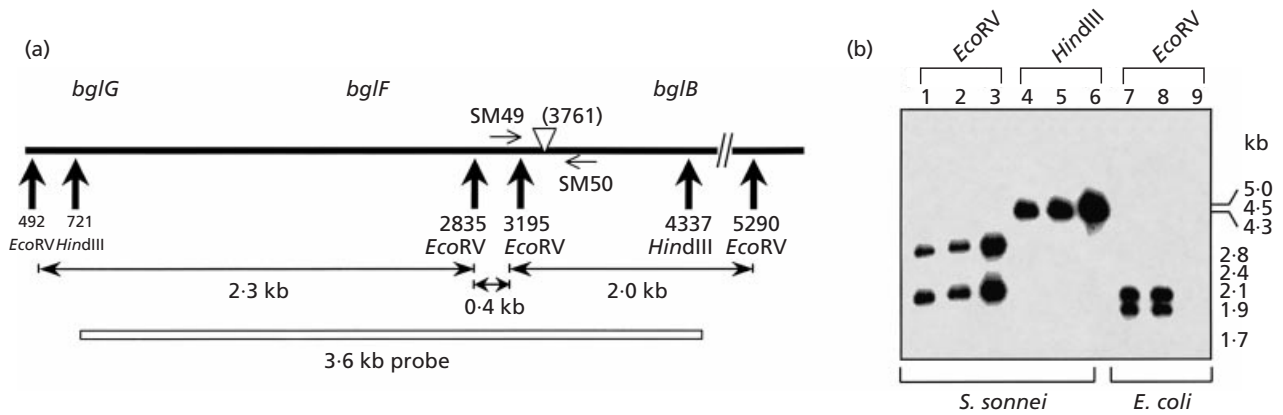 (a)
bglG bglF bglB
SM49 (3761)
SM50
492 721 2835 3195 4337 5290
EcoRV HindIII EcoRV EcoRV HindIII EcoRV
2·3 kb 0·4 kb 2·0 kb
3·6 kb probe
(b)
EcoRV HindIII EcoRV
1 2 3 4 5 6 7 8 9
kb
5·0
4·5
4·3
2·8
2·4
2·1
1·9
1·7
S. sonnei E. coli